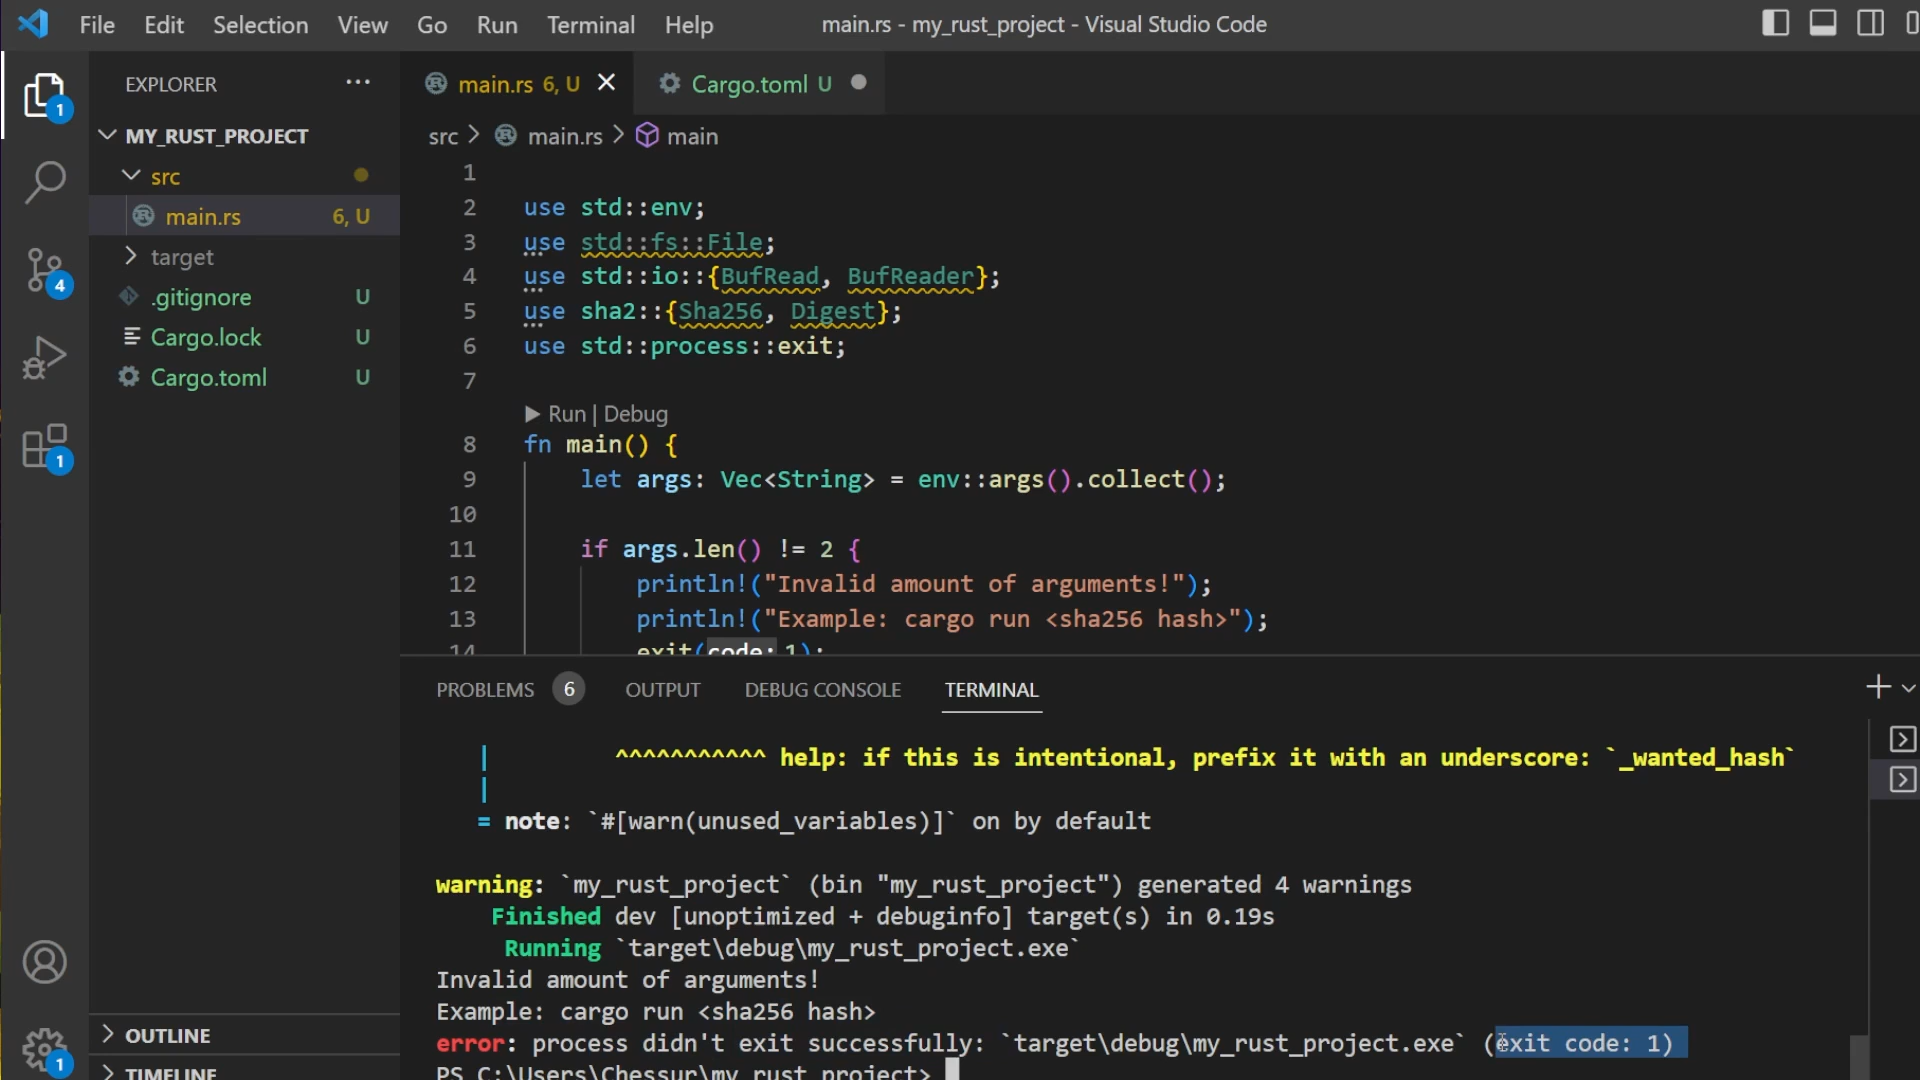 File Edit Selection View Go Run Terminal Help
main.rs - my_rust_project - Visual Studio Code
EXPLORER ...
MY_RUST_PROJECT
src
main.rs 6, U
target
.gitignore U
Cargo.lock U
Cargo.toml U
OUTLINE
TIMELINE
1
4
1
1
main.rs 6, U
Cargo.toml U
src > main.rs > main
1
2 use std::env;
3 use std::fs::File;
4 use std::io::{BufRead, BufReader};
5 use sha2::{Sha256, Digest};
6 use std::process::exit;
7
Run | Debug
8 fn main() {
9 let args: Vec<String> = env::args().collect();
10
11 if args.len() != 2 {
12 println!("Invalid amount of arguments!");
13 println!("Example: cargo run <sha256 hash>");
14 exit(code: 1);
PROBLEMS 6 OUTPUT DEBUG CONSOLE TERMINAL
| ^^^^^^^^^^^ help: if this is intentional, prefix it with an underscore: `_wanted_hash`
|
= note: `#[warn(unused_variables)]` on by default
warning: `my_rust_project` (bin "my_rust_project") generated 4 warnings
Finished dev [unoptimized + debuginfo] target(s) in 0.19s
Running `target\debug\my_rust_project.exe`
Invalid amount of arguments!
Example: cargo run <sha256 hash>
error: process didn't exit successfully: `target\debug\my_rust_project.exe` (exit code: 1)
PS C:\Users\Chessur\my_rust_project>